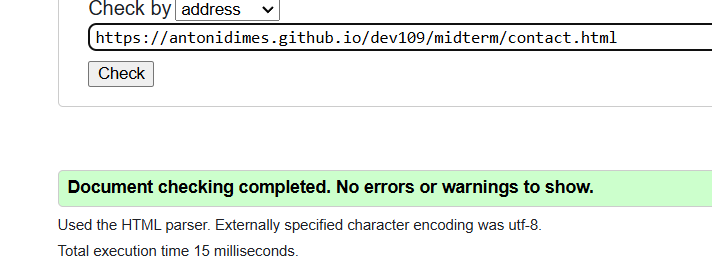 Check by address
https://antonidimes.github.io/dev109/midterm/contact.html
Check
Document checking completed. No errors or warnings to show.
Used the HTML parser. Externally specified character encoding was utf-8.
Total execution time 15 milliseconds.